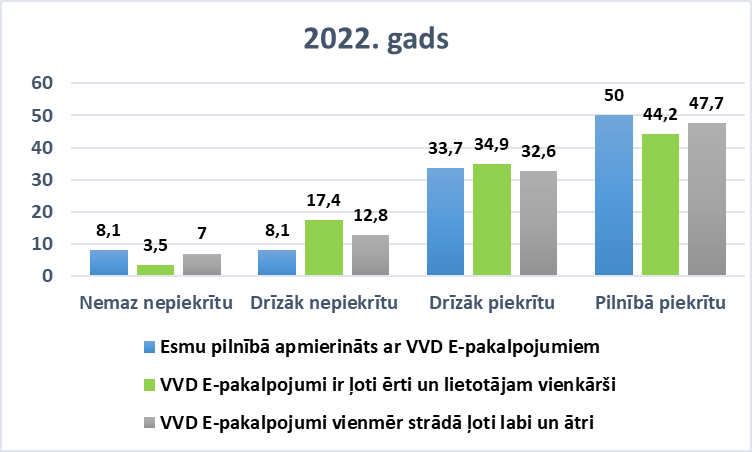 2022. gads
60
50
40
30
20
10
0
8,1
3,5
7
8,1
17,4
12,8
33,7
34,9
32,6
50
44,2
47,7
Nemaz nepiekrītu
Drīzāk nepiekrītu
Drīzāk piekrītu
Pilnībā piekrītu
Esmu pilnībā apmierināts ar VVD E-pakalpojumiem
VVD E-pakalpojumi ir ļoti ērti un lietotājam vienkārši
VVD E-pakalpojumi vienmēr strādā ļoti labi un ātri